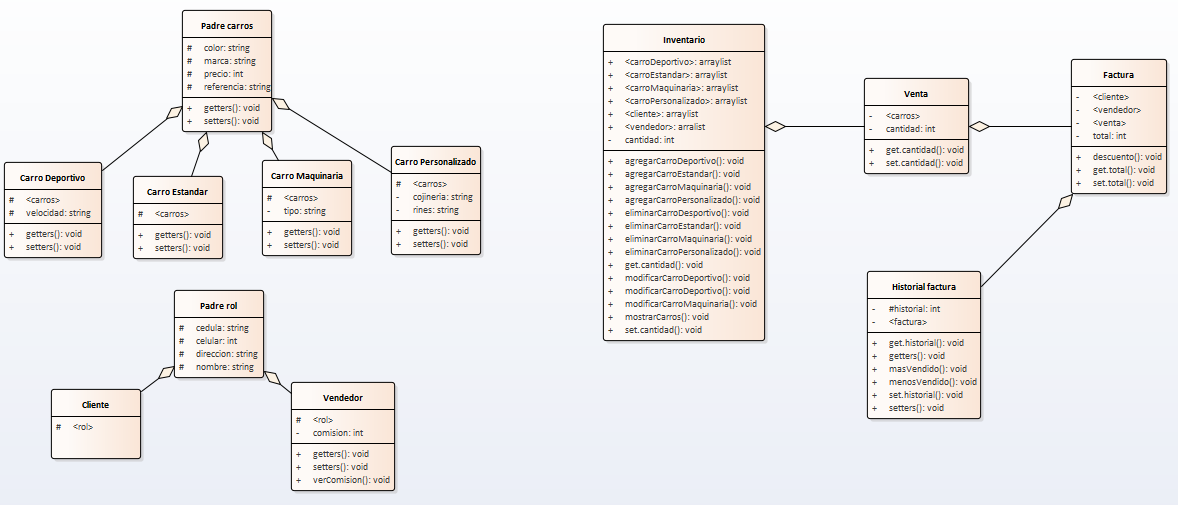 Padre carros
# color: string
# marca: string
# precio: int
# referencia: string
+ getters(): void
+ setters(): void
Carro Deportivo
# <carros>
# velocidad: string
+ getters(): void
+ setters(): void
Carro Estandar
# <carros>
+ getters(): void
+ setters(): void
Carro Maquinaria
# <carros>
- tipo: string
+ getters(): void
+ setters(): void
Carro Personalizado
# <carros>
- cojineria: string
- rines: string
+ getters(): void
+ setters(): void
Padre rol
# cedula: string
# celular: int
# direccion: string
# nombre: string
Cliente
# <rol>
Vendedor
# <rol>
- comision: int
+ getters(): void
+ setters(): void
+ verComision(): void
Inventario
+ <carroDeportivo>: arraylist
+ <carroEstandar>: arraylist
+ <carroMaquinaria>: arraylist
+ <carroPersonalizado>: arraylist
+ <cliente>: arraylist
+ <vendedor>: arralist
- cantidad: int
+ agregarCarroDeportivo(): void
+ agregarCarroEstandar(): void
+ agregarCarroMaquinaria(): void
+ agregarCarroPersonalizado(): void
+ eliminarCarroDesportivo(): void
+ eliminarCarroEstandar(): void
+ eliminarCarroMaquinaria(): void
+ eliminarCarroPersonalizado(): void
+ get.cantidad(): void
+ modificarCarroDeportivo(): void
+ modificarCarroDeportivo(): void
+ modificarCarroMaquinaria(): void
+ mostrarCarros(): void
+ set.cantidad(): void
Venta
- <carros>
- cantidad: int
+ get.cantidad(): void
+ set.cantidad(): void
Factura
- <cliente>
- <vendedor>
- <venta>
- total: int
+ descuento(): void
+ get.total(): void
+ set.total(): void
Historial factura
- #historial: int
- <factura>
+ get.historial(): void
+ getters(): void
+ masVendido(): void
+ menosVendido(): void
+ set.historial(): void
+ setters(): void